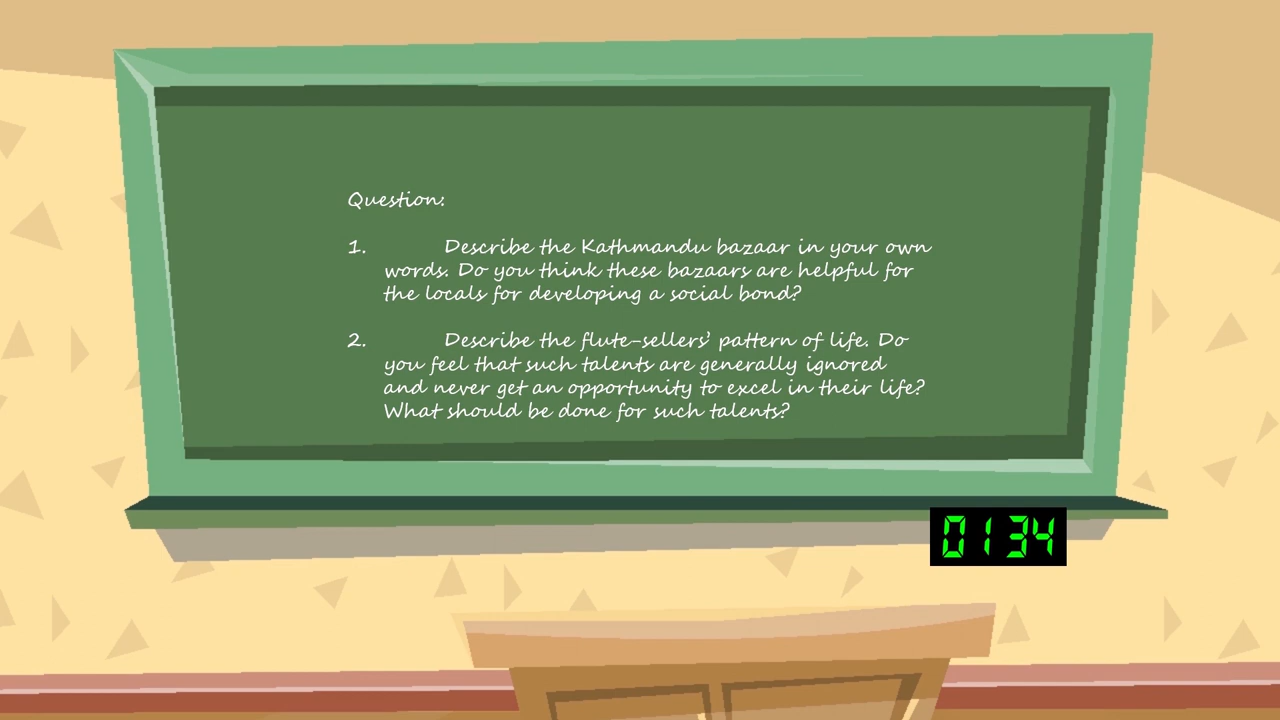 Question:
1. Describe the Kathmandu bazaar in your own
words. Do you think these bazaars are helpful for
the locals for developing a social bond?
2. Describe the flute-sellers’ pattern of life. Do
you feel that such talents are generally ignored
and never get an opportunity to excel in their life?
What should be done for such talents?
0134